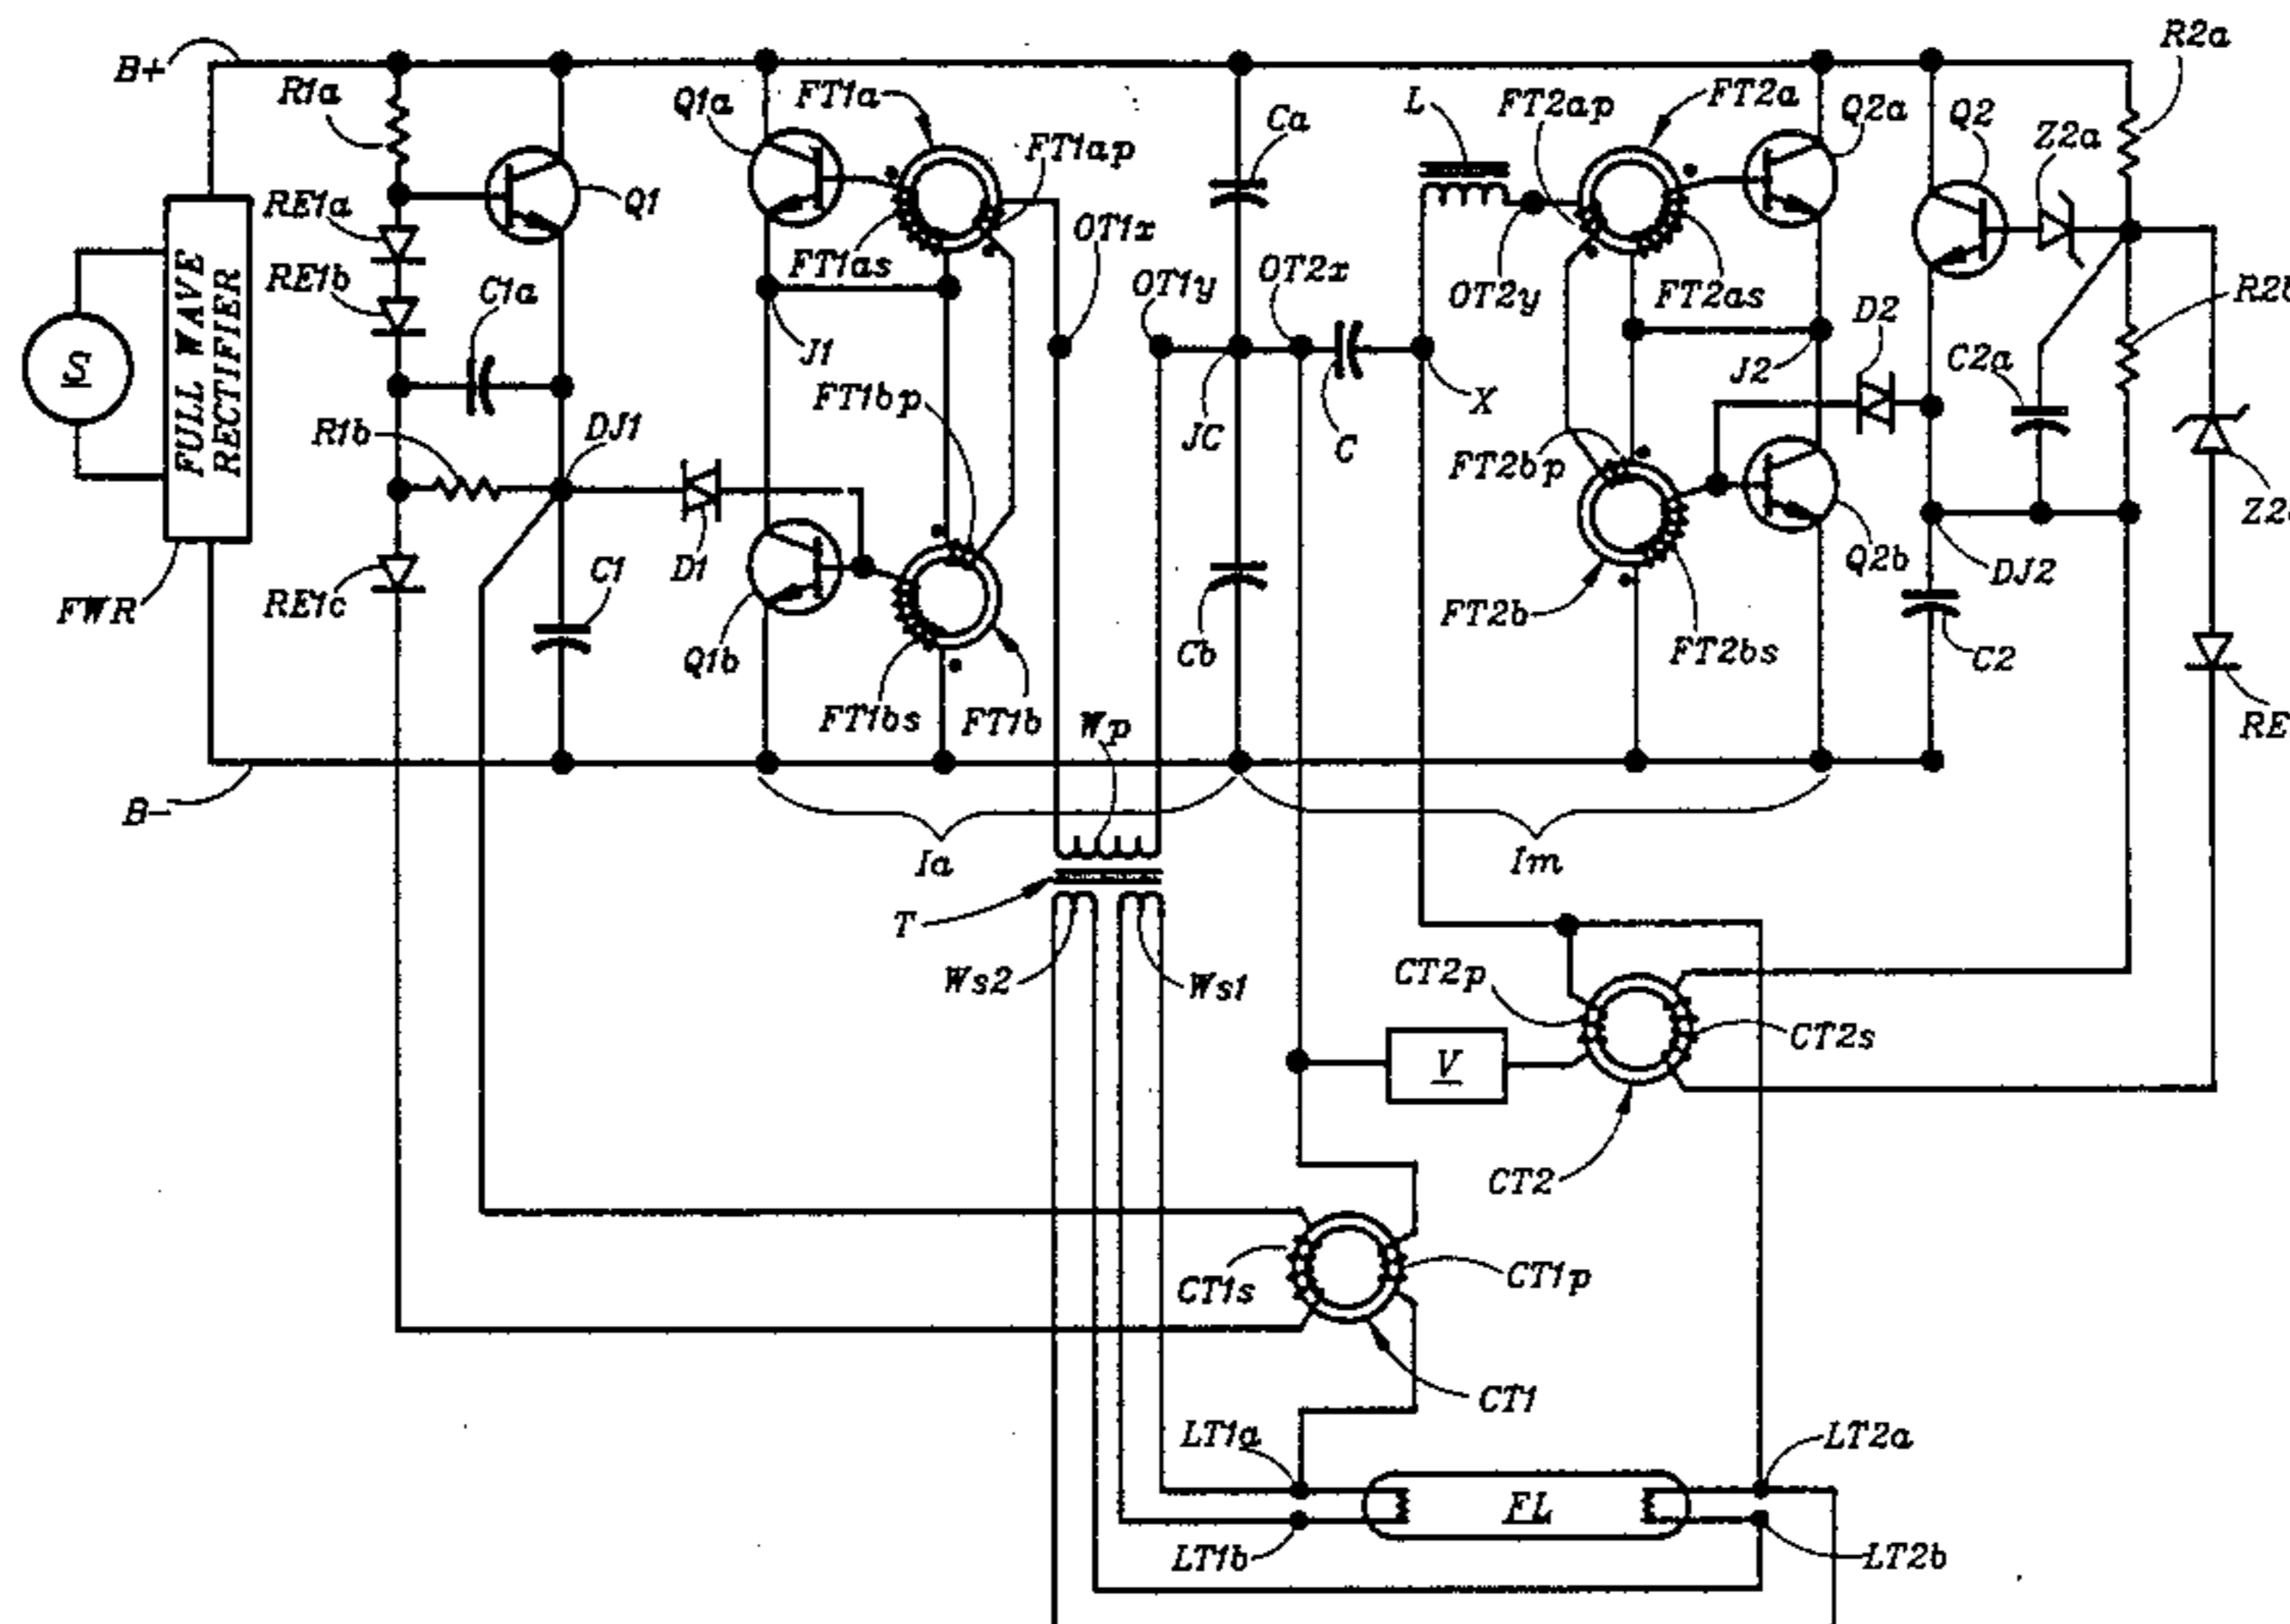 R2a
B+
R1a
Q1a
FT1a
L
FT2ap
FT2a
Q2a
Q2
Z2a
Ca
FT1ap
RE1a
Q1
OT1x
FT1as
OT1y
OT2x
OT2y
FT2as
R2b
RE1b
C1a
D2
S
FULL WAVE
RECTIFIER
J1
J2
C2a
FT1bp
X
R1b
DJ1
JC
C
FT2bp
Z2
D1
Q2b
DJ2
FWR
RE1c
C1
FT2b
Q1b
Cb
FT2bs
C2
FT1bs
FT1b
Wp
RE
B-
Ia
Im
T
Ws2
Ws1
CT2p
CT2s
V
CT2
CT1s
CT1p
CT1
LT1a
LT2a
FL
LT1b
LT2b